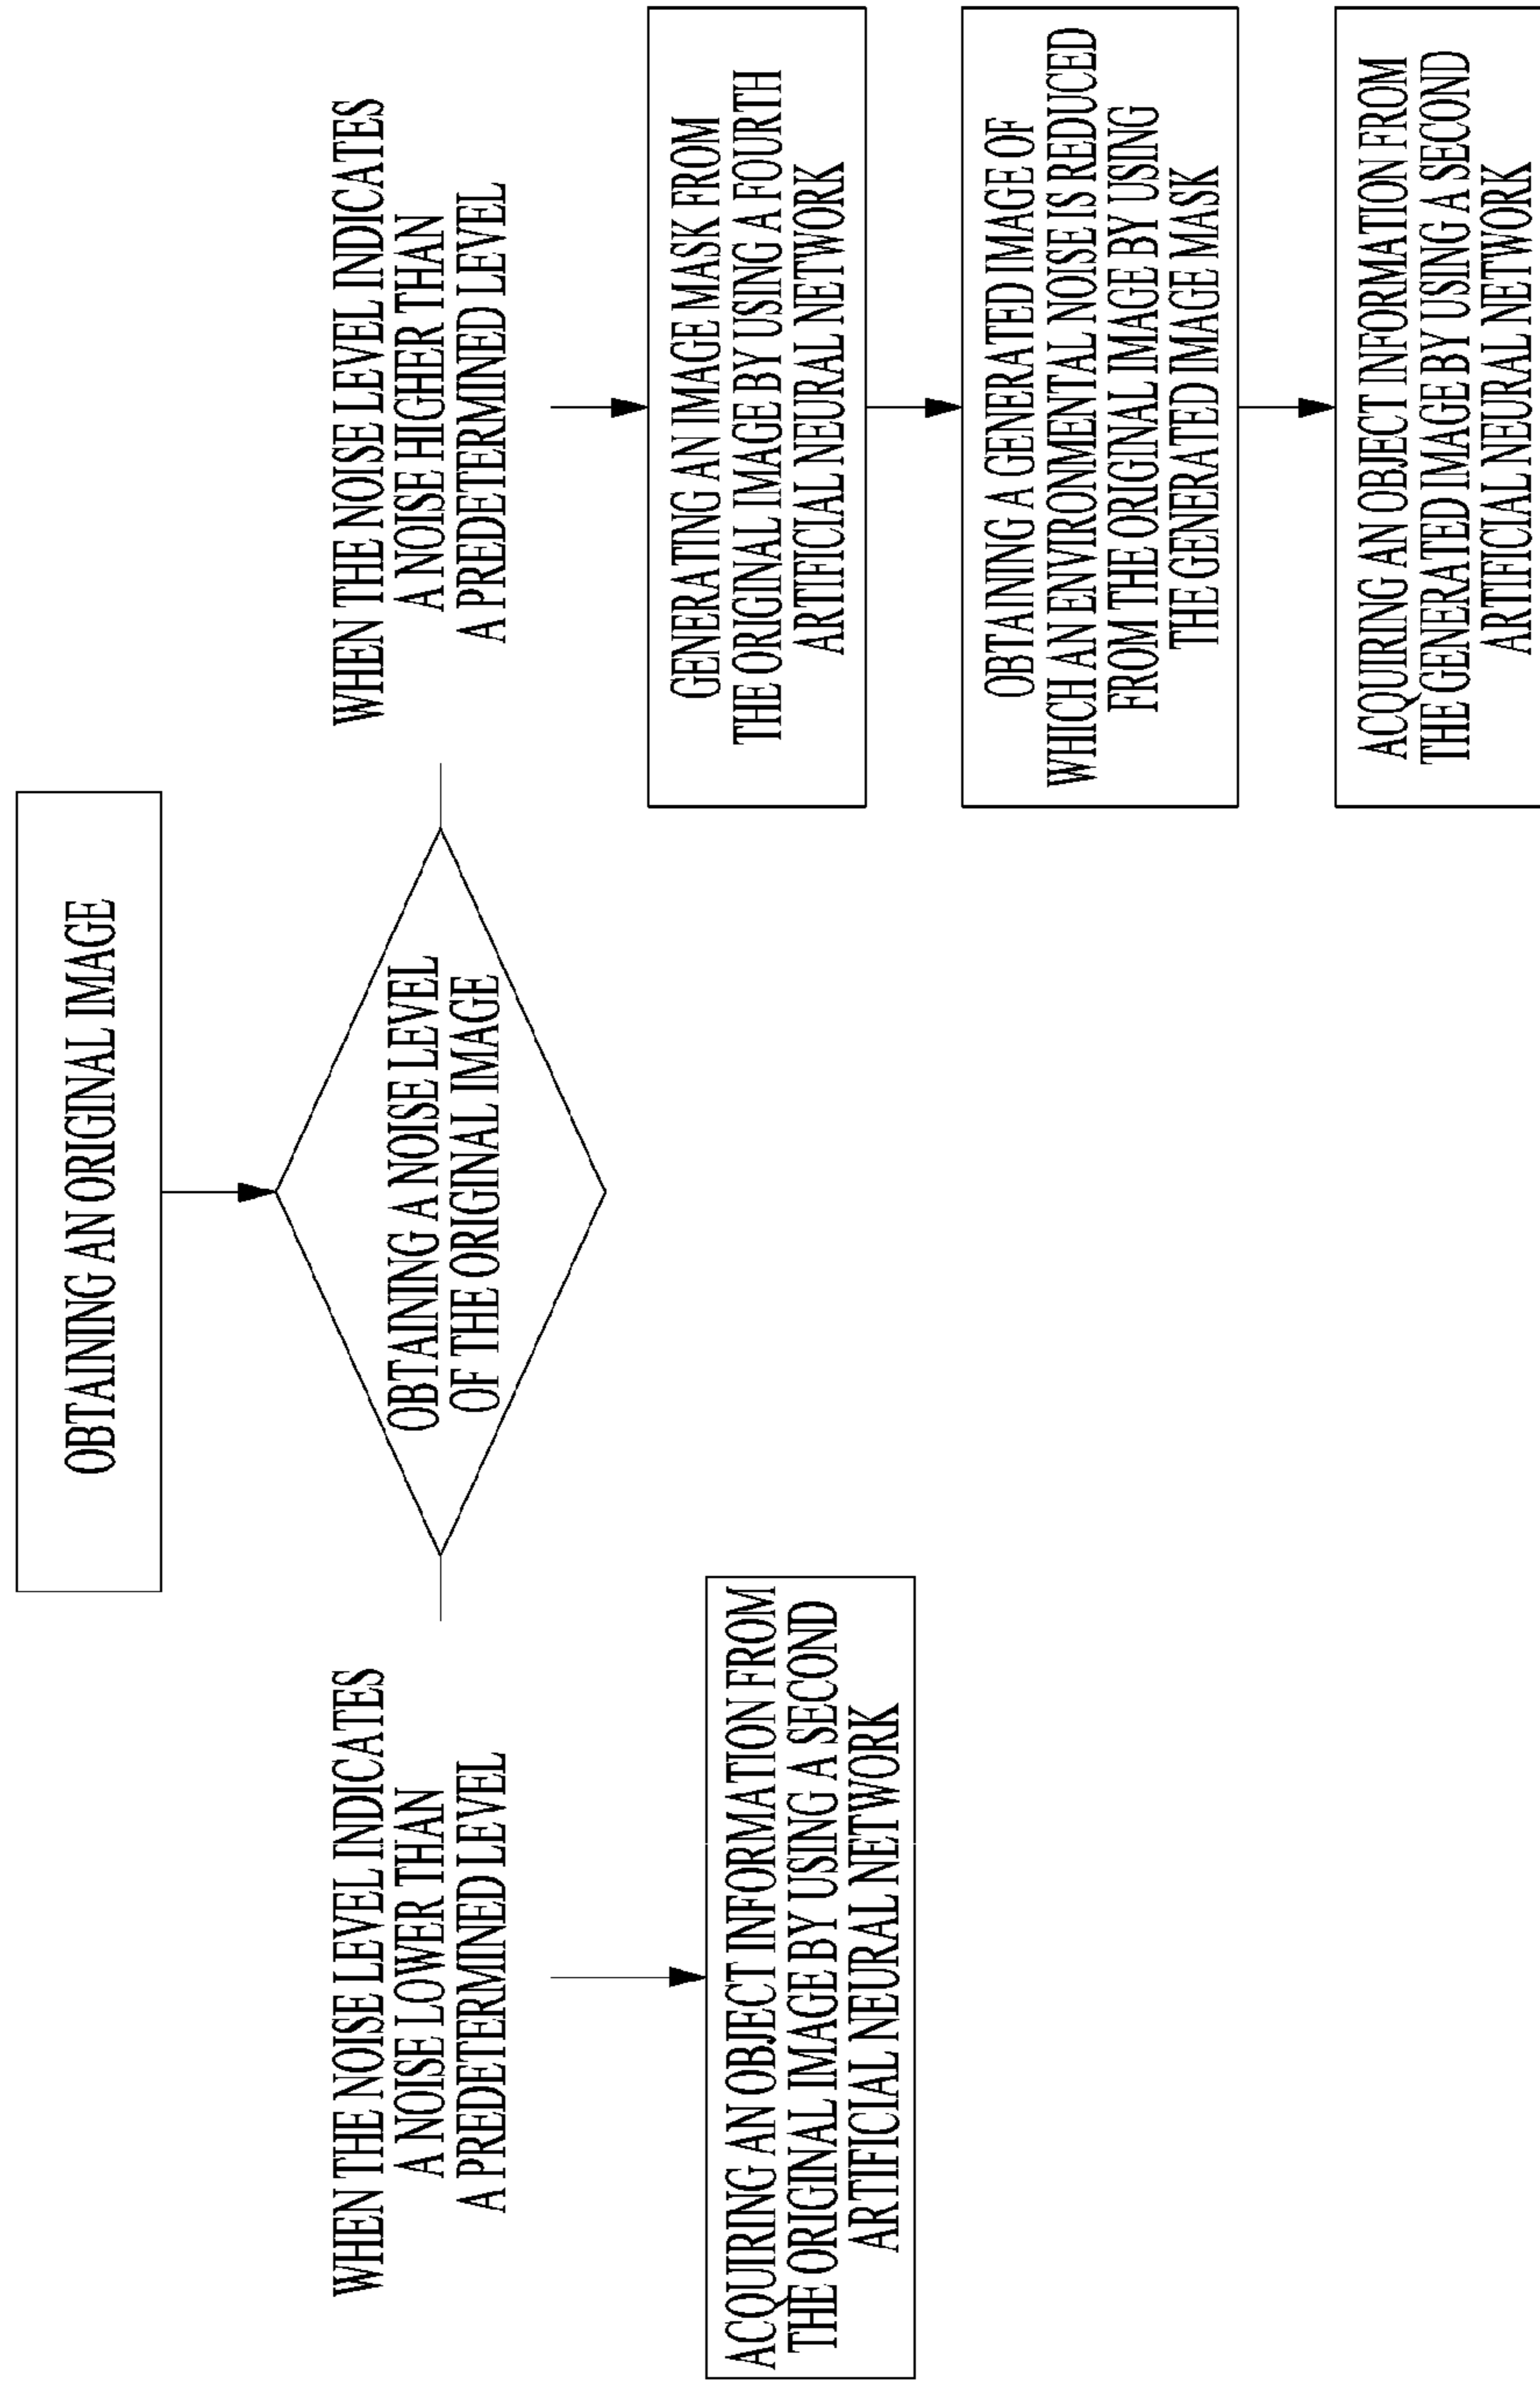 OBTAINING AN ORIGINAL IMAGE
OBTAINING A NOISE LEVEL
OF THE ORIGINAL IMAGE
WHEN THE NOISE LEVEL INDICATES
A NOISE LOWER THAN
A PREDETERMINED LEVEL
ACQUIRING AN OBJECT INFORMATION FROM
THE ORIGINAL IMAGE BY USING A SECOND
ARTIFICIAL NEURAL NETWORK
WHEN THE NOISE LEVEL INDICATES
A NOISE HIGHER THAN
A PREDETERMINED LEVEL
GENERATING AN IMAGE MASK FROM
THE ORIGINAL IMAGE BY USING A FOURTH
ARTIFICIAL NEURAL NETWORK
OBTAINING A GENERATED IMAGE OF
WHICH AN ENVIRONMENTAL NOISE IS REDUCED
FROM THE ORIGINAL IMAGE BY USING
THE GENERATED IMAGE MASK
ACQUIRING AN OBJECT INFORMATION FROM
THE GENERATED IMAGE BY USING A SECOND
ARTIFICIAL NEURAL NETWORK